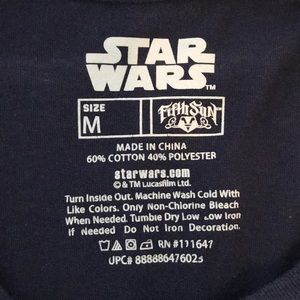 STAR
WARS™
SIZE
M
FIFTH SUN
MADE IN CHINA
60% COTTON 40% POLYESTER
starwars.com
© & TM Lucasfilm Ltd.
Turn Inside Out. Machine Wash Cold With
Like Colors. Only Non-Chlorine Bleach
When Needed. Tumble Dry Low. Low Iron
If Needed. Do Not Iron Decoration.
RN #111647
UPC#